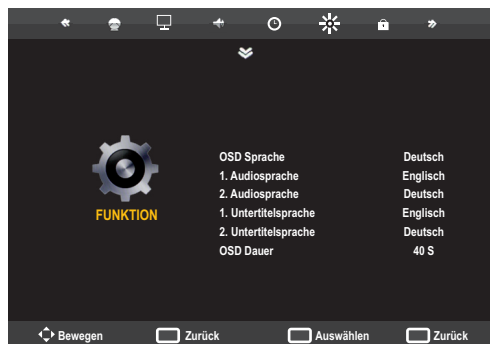 OSD Sprache Deutsch
1. Audiosprache Englisch
2. Audiosprache Deutsch
1. Untertitelsprache Englisch
2. Untertitelsprache Deutsch
OSD Dauer 40 S
FUNKTION
Bewegen Zurück Auswählen Zurück